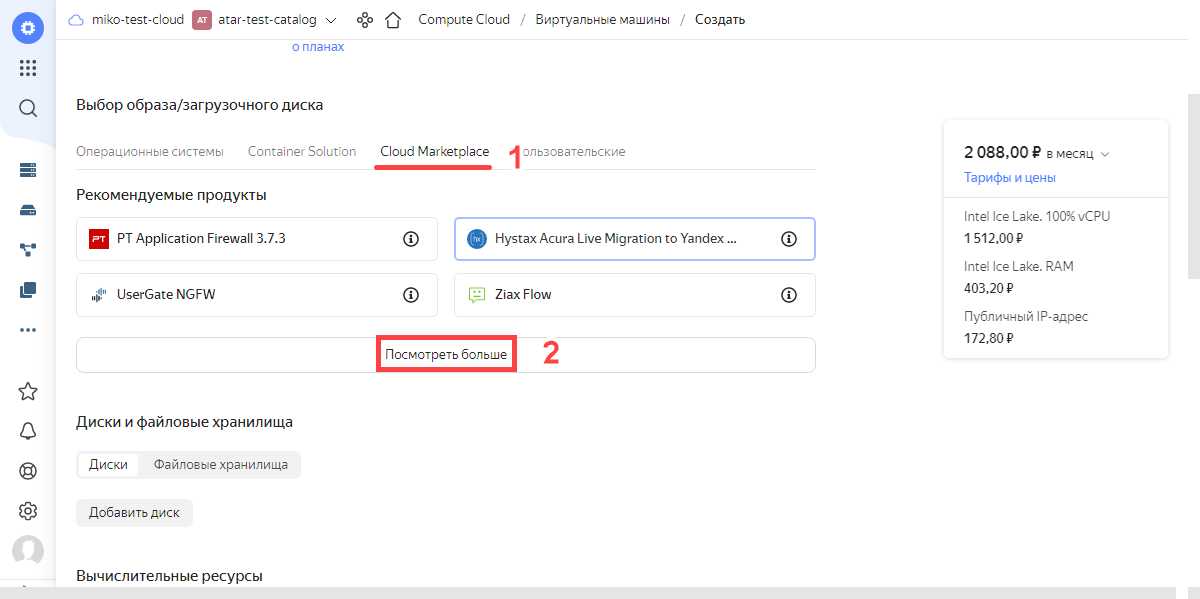 miko-test-cloud AT atar-test-catalog Compute Cloud / Виртуальные машины / Создать
о планах
Выбор образа/загрузочного диска
Операционные системы Container Solution Cloud Marketplace 1 ользовательские
Рекомендуемые продукты
PT PT Application Firewall 3.7.3
hx Hystax Acura Live Migration to Yandex ...
UserGate NGFW
Ziax Flow
Посмотреть больше 2
Диски и файловые хранилища
Диски Файловые хранилища
Добавить диск
Вычислительные ресурсы
2 088,00 ₽ в месяц
Тарифы и цены
Intel Ice Lake. 100% vCPU
1 512,00 ₽
Intel Ice Lake. RAM
403,20 ₽
Публичный IP-адрес
172,80 ₽